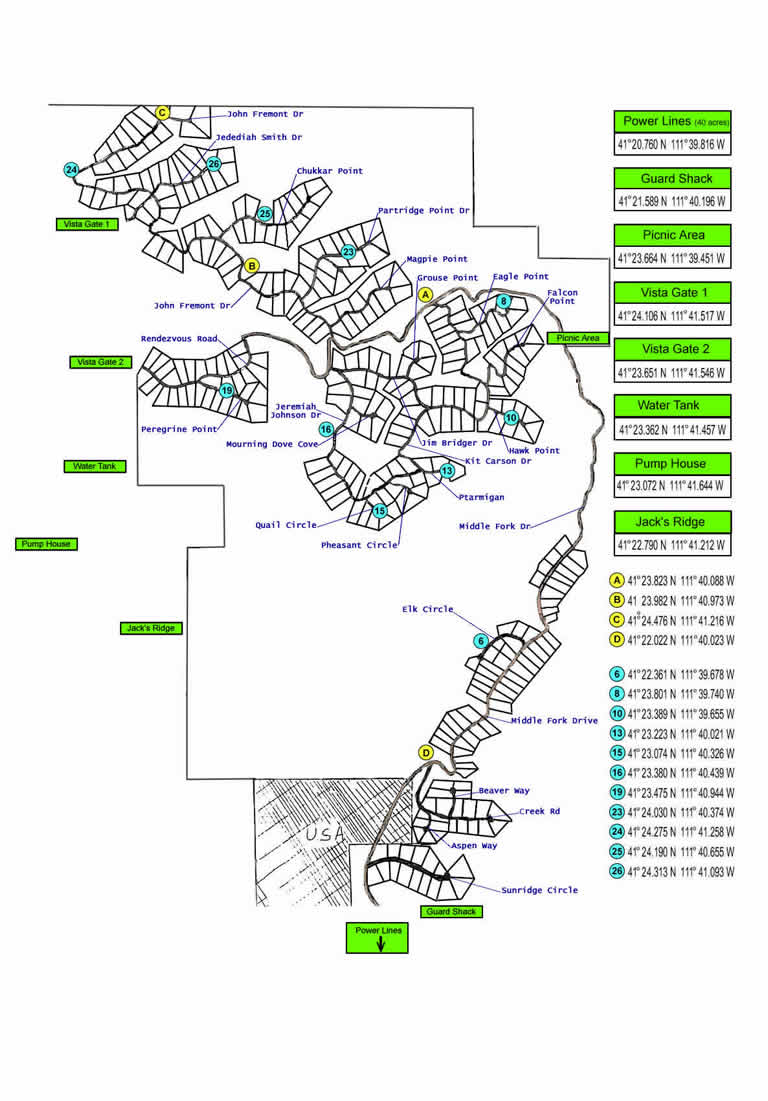 C
John Fremont Dr
Jedediah Smith Dr
26
24
Chukkar Point
25
Vista Gate 1
Partridge Point Dr
23
Magpie Point
B
Grouse Point
Eagle Point
A
8
Falcon
Point
John Fremont Dr
Picnic Area
Rendezvous Road
Vista Gate 2
19
Jeremiah
Johnson Dr
10
Peregrine Point
16
Mourning Dove Cove
Jim Bridger Dr
Hawk Point
Kit Carson Dr
Water Tank
13
Ptarmigan
15
Quail Circle
Middle Fork Dr
Pheasant Circle
Pump House
Elk Circle
Jack's Ridge
6
Middle Fork Drive
D
Beaver Way
Creek Rd
USA
Aspen Way
Sunridge Circle
Guard Shack
Power Lines
Power Lines (40 acres)
41°20.760 N 111°39.816 W
Guard Shack
41°21.589 N 111°40.196 W
Picnic Area
41°23.664 N 111°39.451 W
Vista Gate 1
41°24.106 N 111°41.517 W
Vista Gate 2
41°23.651 N 111°41.546 W
Water Tank
41°23.362 N 111°41.457 W
Pump House
41°23.072 N 111°41.644 W
Jack's Ridge
41°22.790 N 111°41.212 W
A 41°23.823 N 111°40.088 W
B 41 23.982 N 111°40.973 W
C 41°24.476 N 111°41.216 W
D 41°22.022 N 111°40.023 W
6 41°22.361 N 111°39.678 W
8 41°23.801 N 111°39.740 W
10 41°23.389 N 111°39.655 W
13 41°23.223 N 111°40.021 W
15 41°23.074 N 111°40.326 W
16 41°23.380 N 111°40.439 W
19 41°23.475 N 111°40.944 W
23 41°24.030 N 111°40.374 W
24 41°24.275 N 111°41.258 W
25 41°24.190 N 111°40.655 W
26 41°24.313 N 111°41.093 W